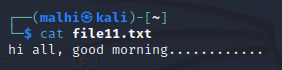 ┌──(malhi㉿kali)-[~]
└─$ cat file11.txt
hi all, good morning............